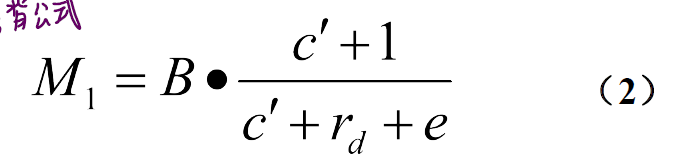 背公式
M₁ = B • (c′ + 1) / (c′ + r_d + e) （2）